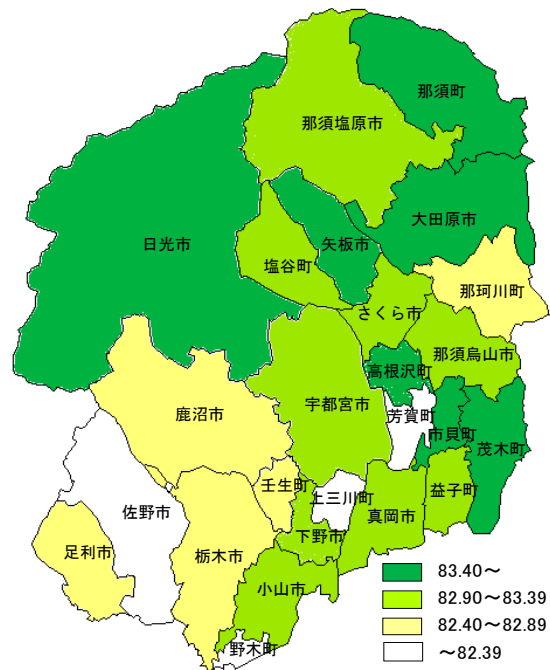 那須町
那須塩原市
大田原市
日光市
矢板市
塩谷町
那珂川町
さくら市
那須烏山市
高根沢町
宇都宮市
鹿沼市
芳賀町
市貝町
茂木町
壬生町
上三川町
益子町
佐野市
真岡市
下野市
足利市
栃木市
小山市
野木町
83.40～
82.90～83.39
82.40～82.89
～82.39